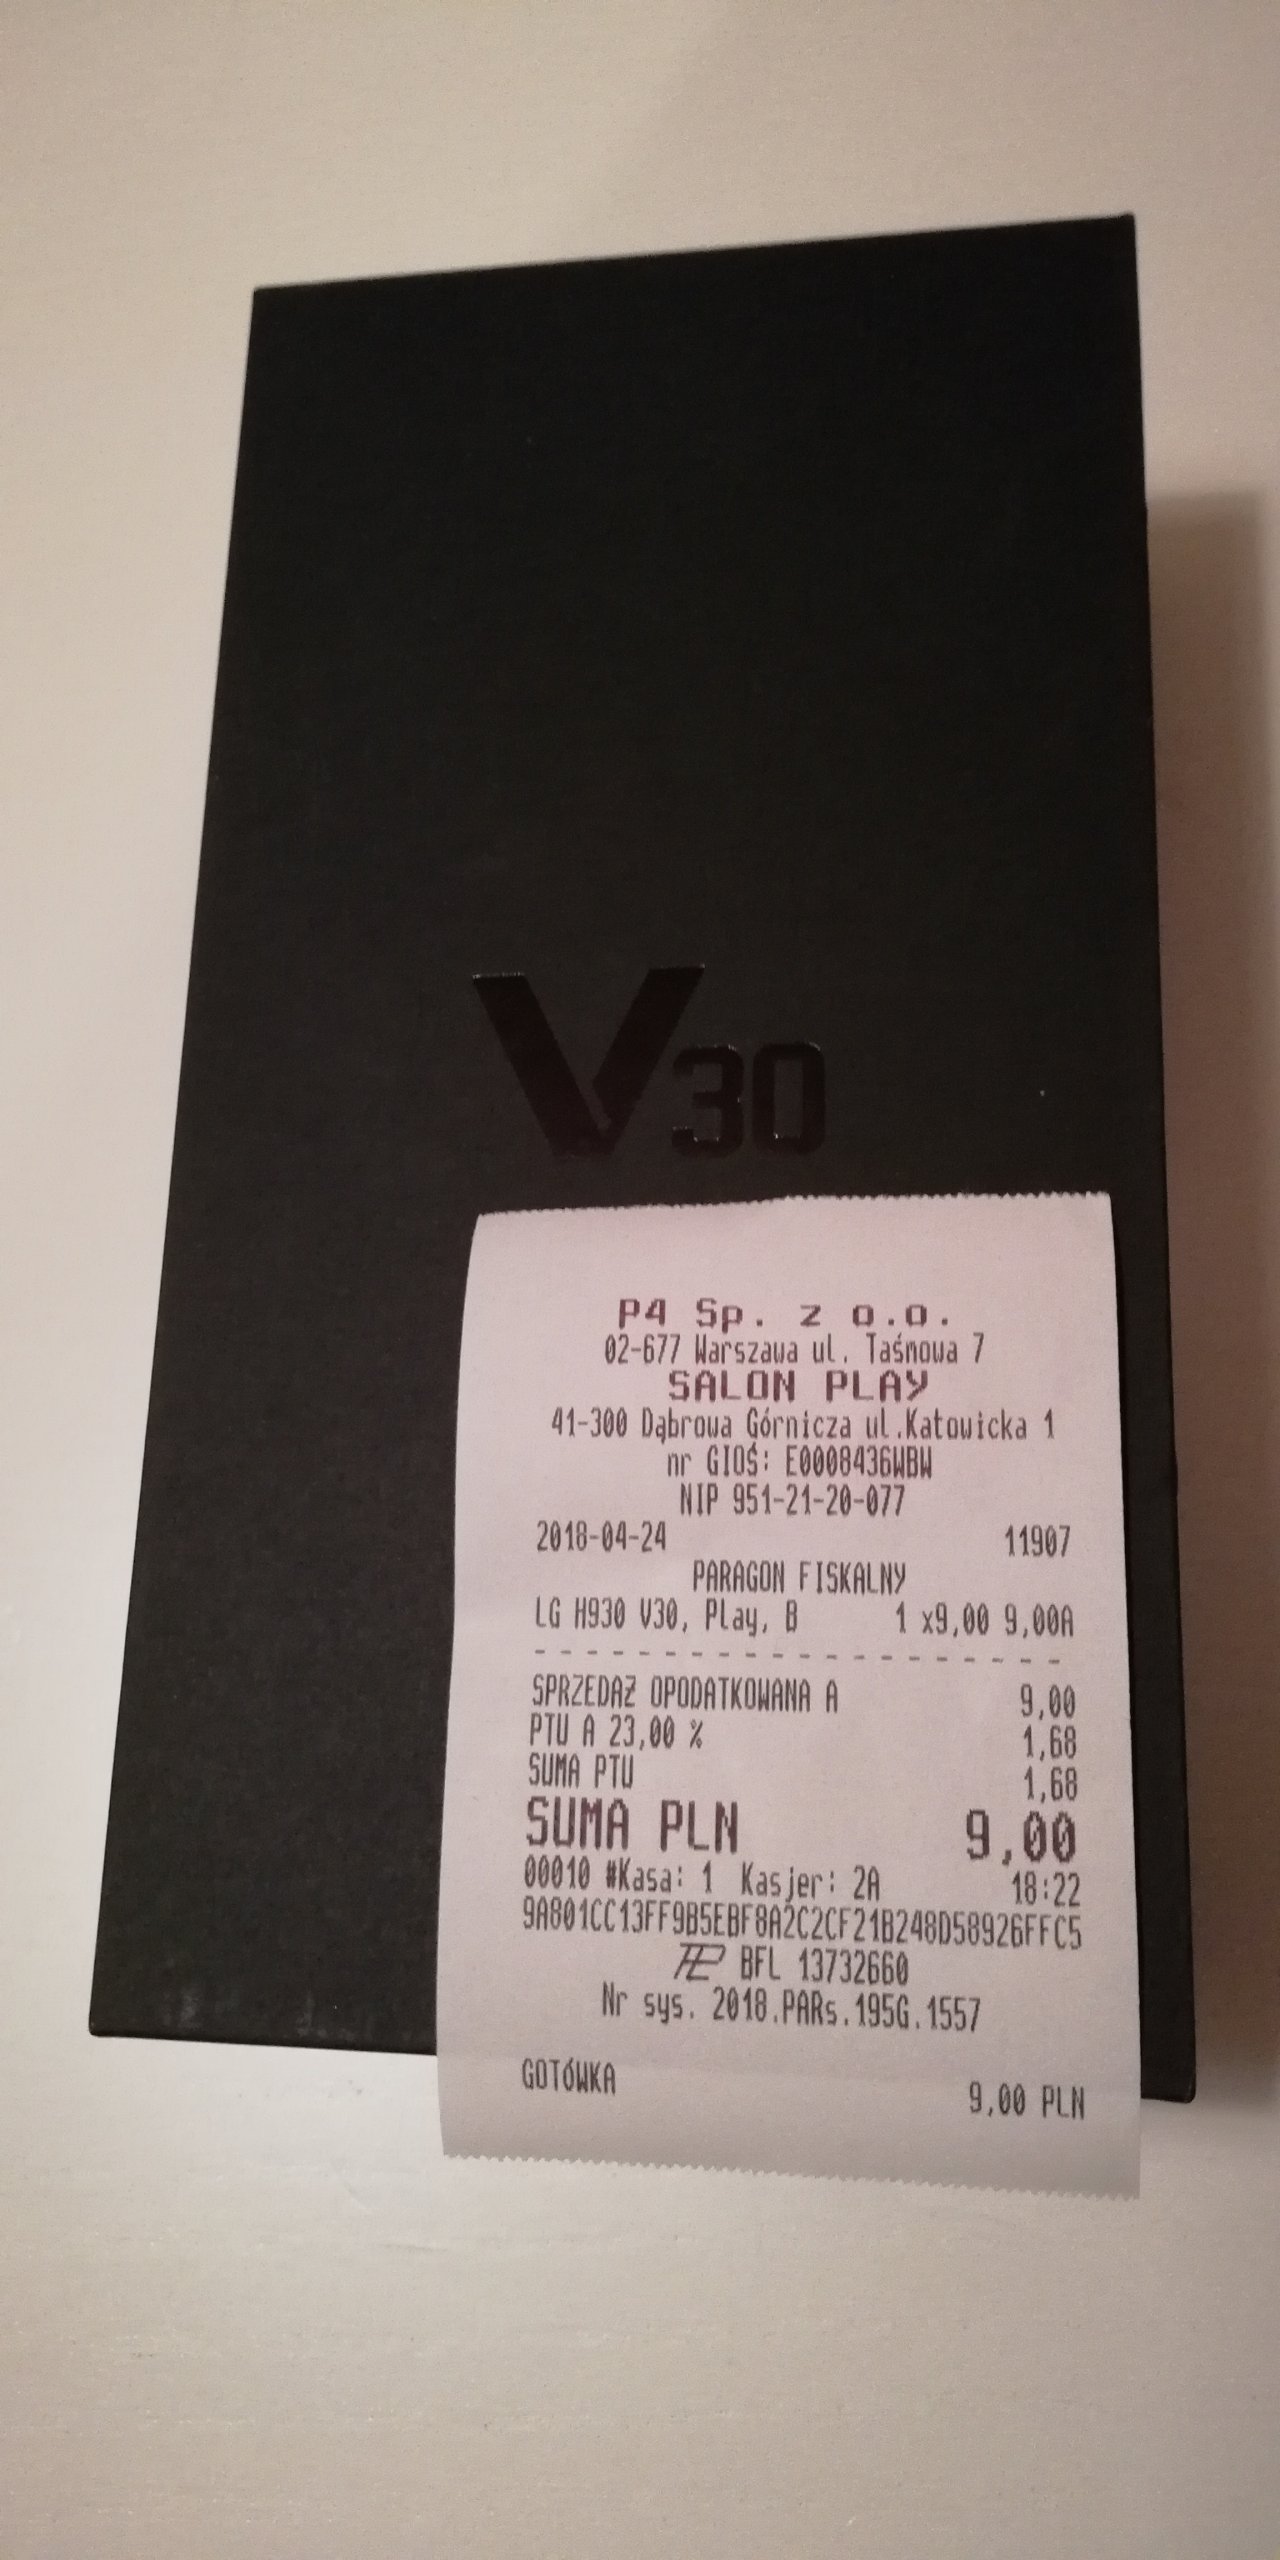 V30
P4 Sp. z o.o.
02-677 Warszawa ul. Taśmowa 7
SALON PLAY
41-300 Dąbrowa Górnicza ul.Katowicka 1
nr GIOŚ: E0008436WBW
NIP 951-21-20-077
2018-04-24 11907
PARAGON FISKALNY
LG H930 V30, Play, B 1 x9,00 9,00A
- - - - - - - - - - - - - - - - - - - -
SPRZEDAŻ OPODATKOWANA A 9,00
PTU A 23,00 % 1,68
SUMA PTU 1,68
SUMA PLN 9,00
00010 #Kasa: 1 Kasjer: 2A 18:22
9A801CC13FF9B5EBF8A2C2CF21B248D58926FFC5
BFL 13732660
Nr sys. 2018.PARs.195G.1557
GOTÓWKA 9,00 PLN